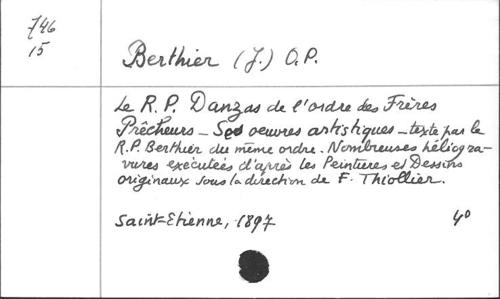 746
15
Berthier (J.) O.P.
Le R.P. Danzas de l'ordre des Frères
Prêcheurs – Ses oeuvres artistiques – texte par le
R.P. Berthier du même ordre. Nombreuses héliogra-
vures exécutées d'après les Peintures et Dessins
originaux sous la direction de F. Thiollier.
Saint-Etienne, 1897
4°